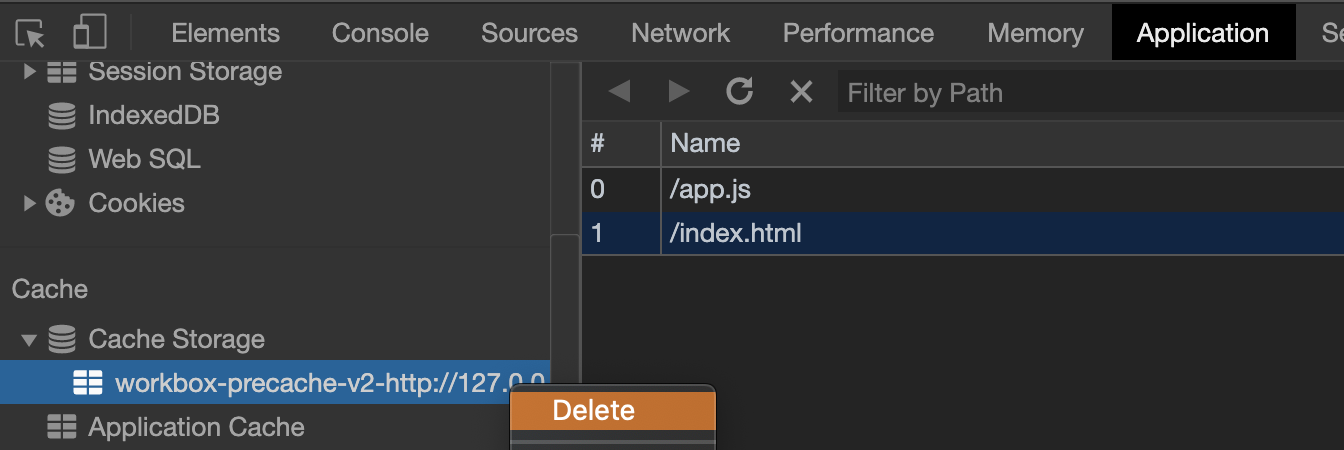 Elements Console Sources Network Performance Memory Application Se
Session Storage
IndexedDB
Web SQL
Cookies
Cache
Cache Storage
workbox-precache-v2-http://127.0.0
Application Cache
Filter by Path
# Name
0 /app.js
1 /index.html
Delete